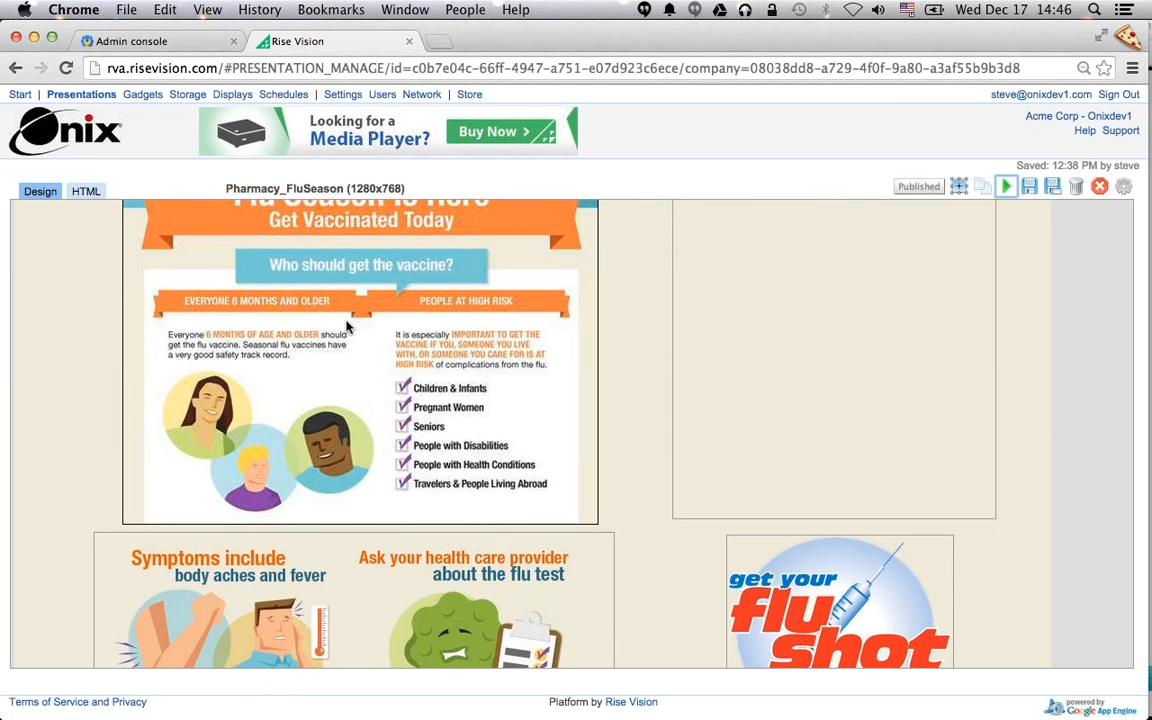 Chrome File Edit View History Bookmarks Window People Help Wed Dec 17 14:46
Admin console Rise Vision
rva.risevision.com/#PRESENTATION_MANAGE/id=c0b7e04c-66ff-4947-a751-e07d923c6ece/company=08038dd8-a729-4f0f-9a80-a3af55b9b3d8
Start | Presentations Gadgets Storage Displays Schedules | Settings Users Network | Store steve@onixdev1.com Sign Out
Onix
Looking for a
Media Player?
Buy Now >
Acme Corp - Onixdev1
Help Support
Saved: 12:38 PM by steve
Design HTML Pharmacy_FluSeason (1280x768) Published
Flu Season Is Here
Get Vaccinated Today
Who should get the vaccine?
EVERYONE 6 MONTHS AND OLDER
Everyone 6 MONTHS OF AGE AND OLDER should
get the flu vaccine. Seasonal flu vaccines have
a very good safety track record.
PEOPLE AT HIGH RISK
It is especially IMPORTANT TO GET THE
VACCINE IF YOU, SOMEONE YOU LIVE
WITH, OR SOMEONE YOU CARE FOR IS AT
HIGH RISK of complications from the flu.
Children & Infants
Pregnant Women
Seniors
People with Disabilities
People with Health Conditions
Travelers & People Living Abroad
Symptoms include
body aches and fever
Ask your health care provider
about the flu test
get your
flu
shot
Terms of Service and Privacy
Platform by Rise Vision
powered by
Google App Engine